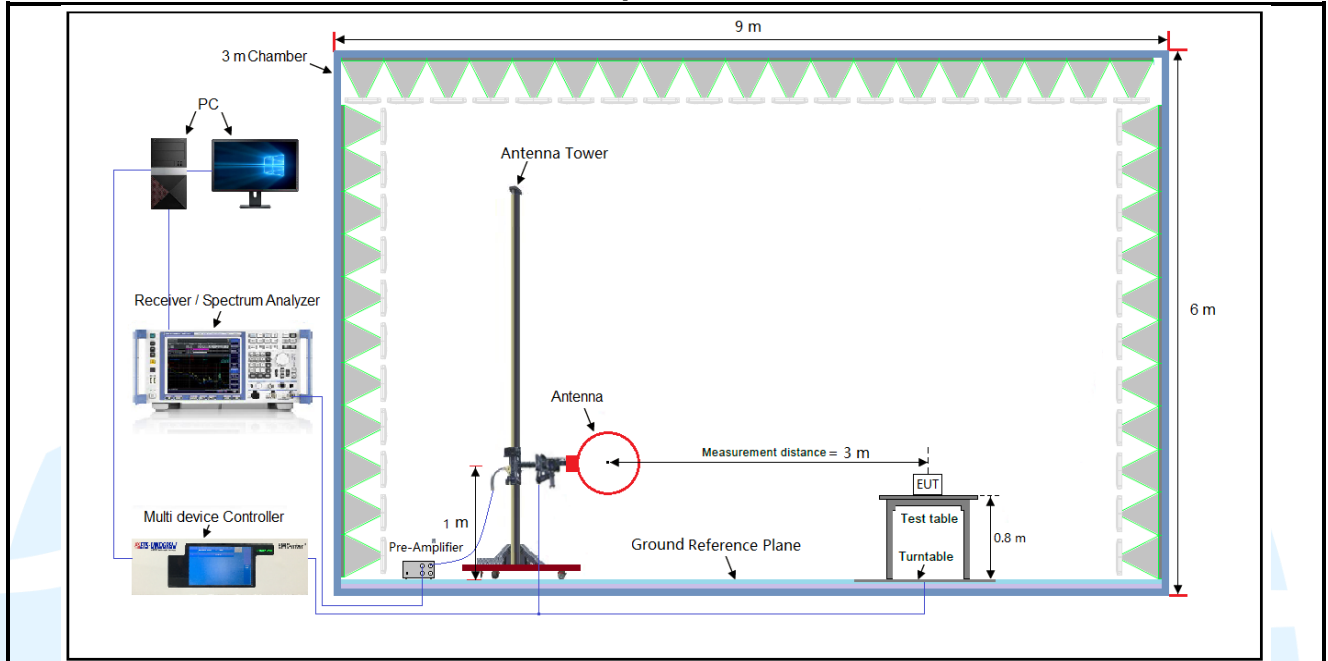 9 m
3 m Chamber
PC
Antenna Tower
Receiver / Spectrum Analyzer
6 m
Antenna
Measurement distance = 3 m
EUT
Multi device Controller
1 m
Test table
0.8 m
Pre-Amplifier
Ground Reference Plane
Turntable